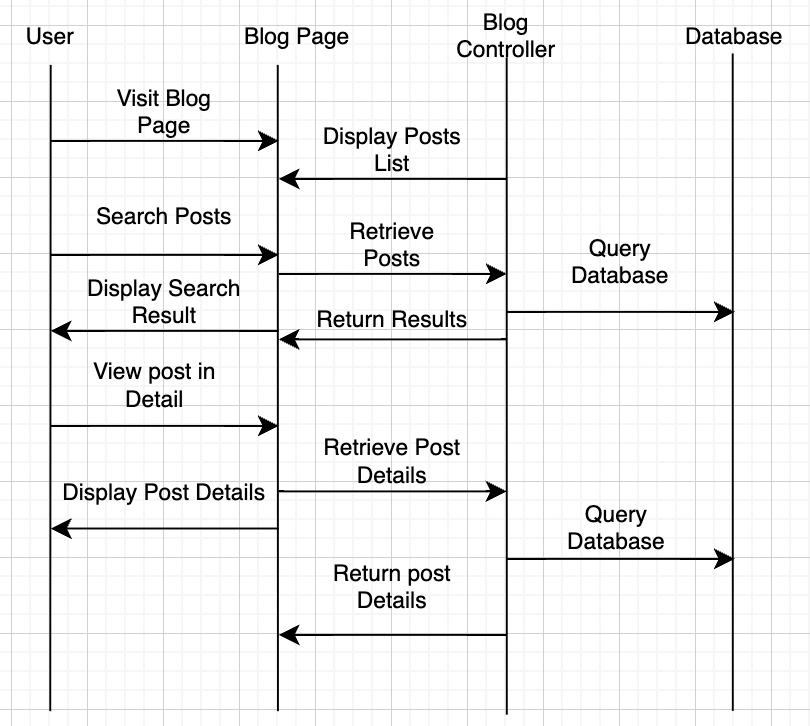 User
Blog Page
Blog
Controller
Database
Visit Blog
Page
Display Posts
List
Search Posts
Retrieve
Posts
Query
Database
Display Search
Result
Return Results
View post in
Detail
Retrieve Post
Details
Display Post Details
Query
Database
Return post
Details